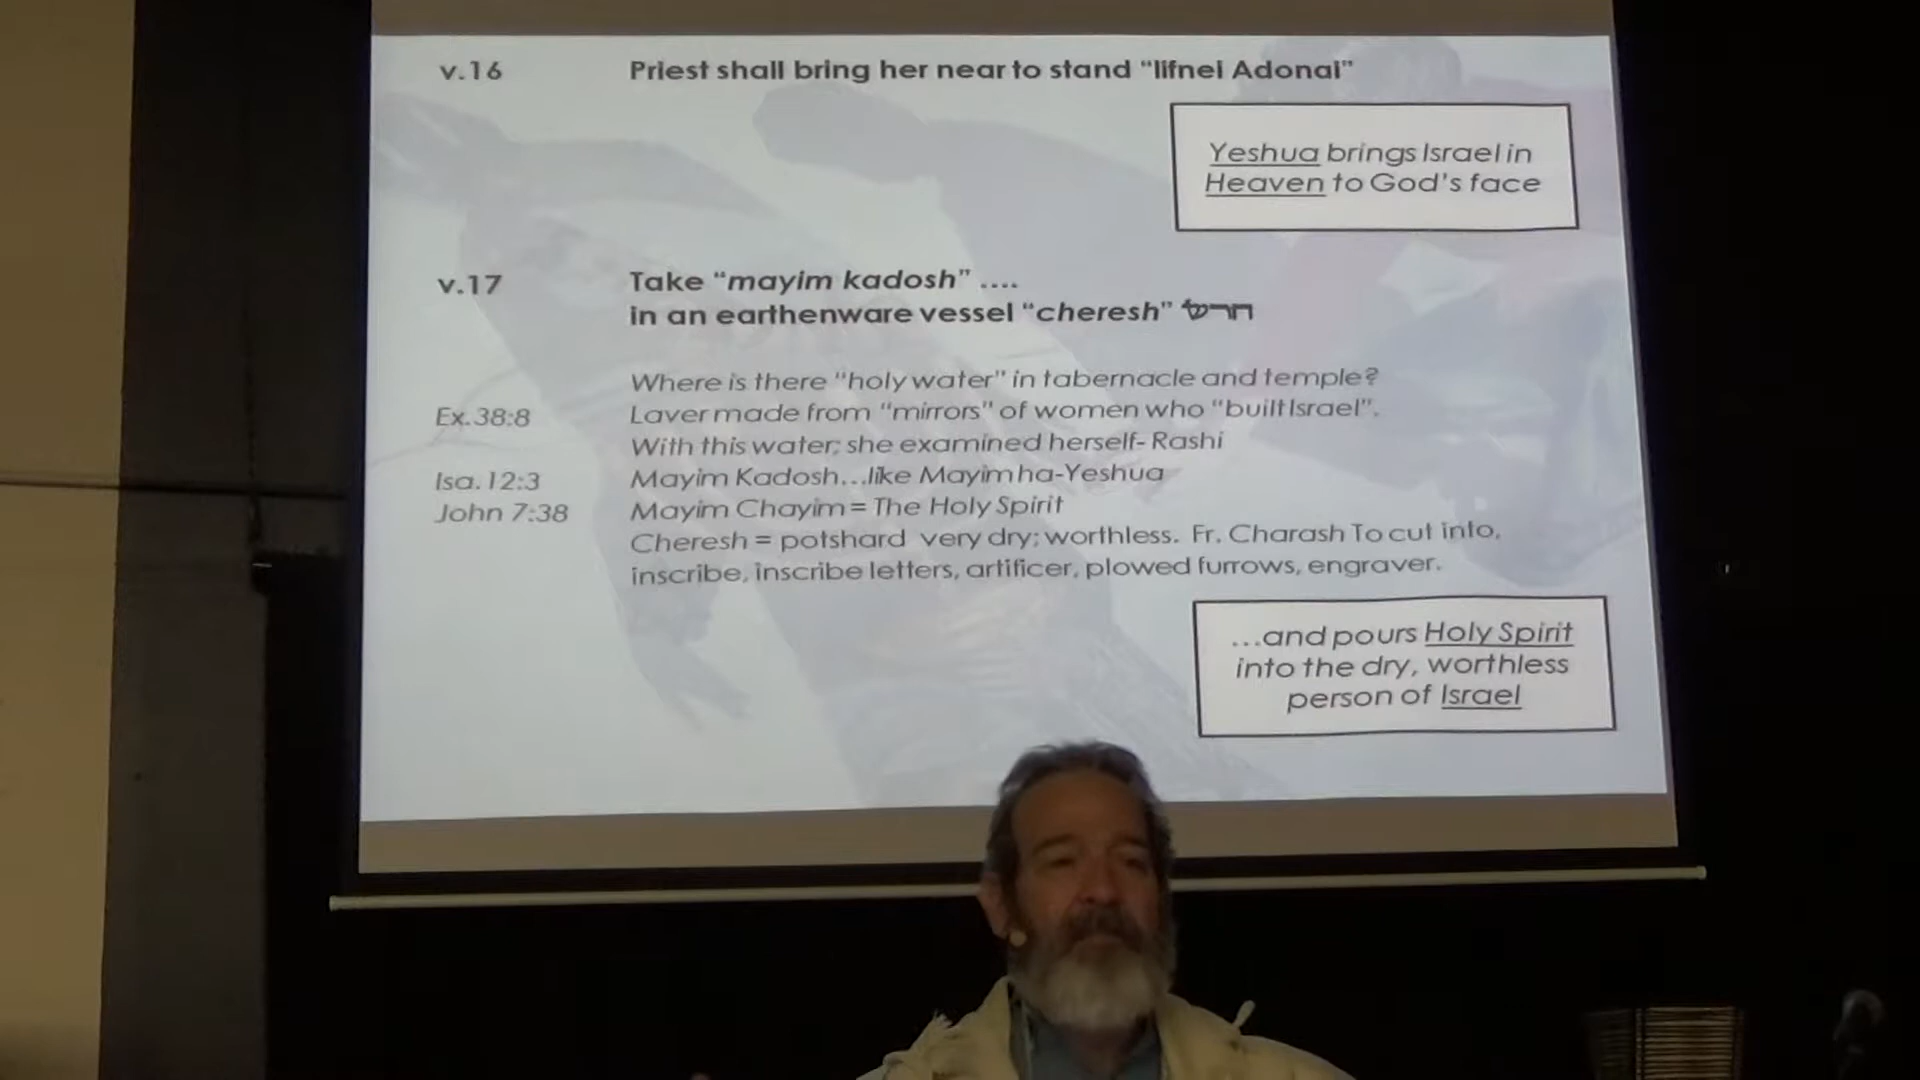 v.16 Priest shall bring her near to stand "lifnei Adonai"
Yeshua brings Israel in
Heaven to God's face
v.17 Take "mayim kadosh" ....
in an earthenware vessel "cheresh" חרש
Where is there "holy water" in tabernacle and temple?
Ex.38:8 Laver made from "mirrors" of women who "built Israel".
With this water; she examined herself- Rashi
Isa. 12:3 Mayim Kadosh...like Mayim ha-Yeshua
John 7:38 Mayim Chayim = The Holy Spirit
Cheresh = potshard very dry; worthless. Fr. Charash To cut into,
inscribe, inscribe letters, artificer, plowed furrows, engraver.
...and pours Holy Spirit
into the dry, worthless
person of Israel